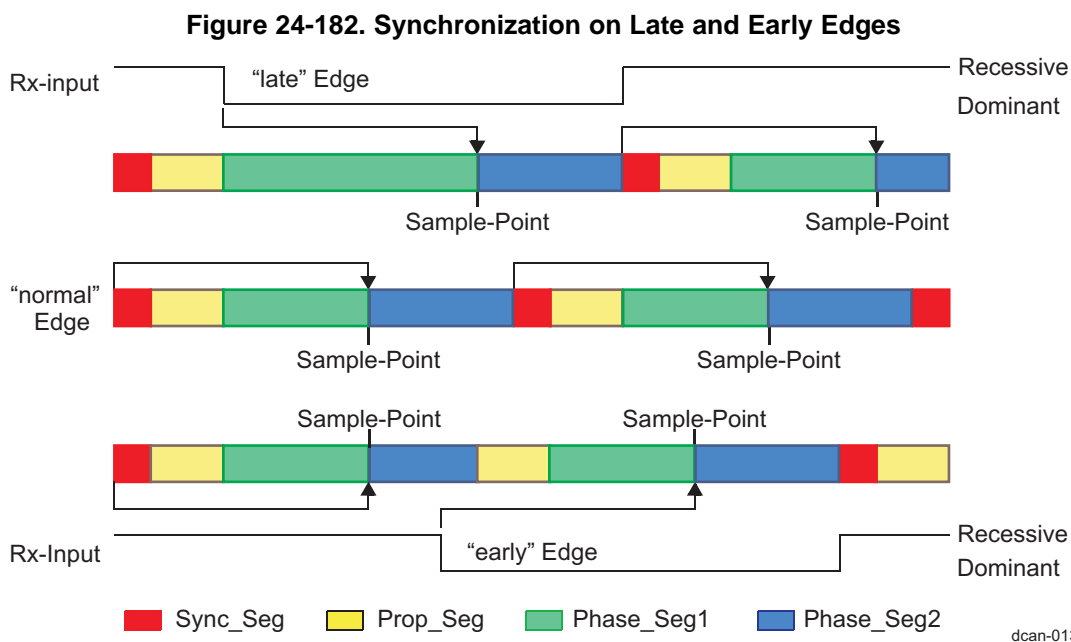 Figure 24-182. Synchronization on Late and Early Edges
Rx-input
“late” Edge
Recessive
Dominant
Sample-Point
Sample-Point
“normal”
Edge
Sample-Point
Sample-Point
Sample-Point
Sample-Point
Rx-Input
“early” Edge
Recessive
Dominant
Sync_Seg
Prop_Seg
Phase_Seg1
Phase_Seg2